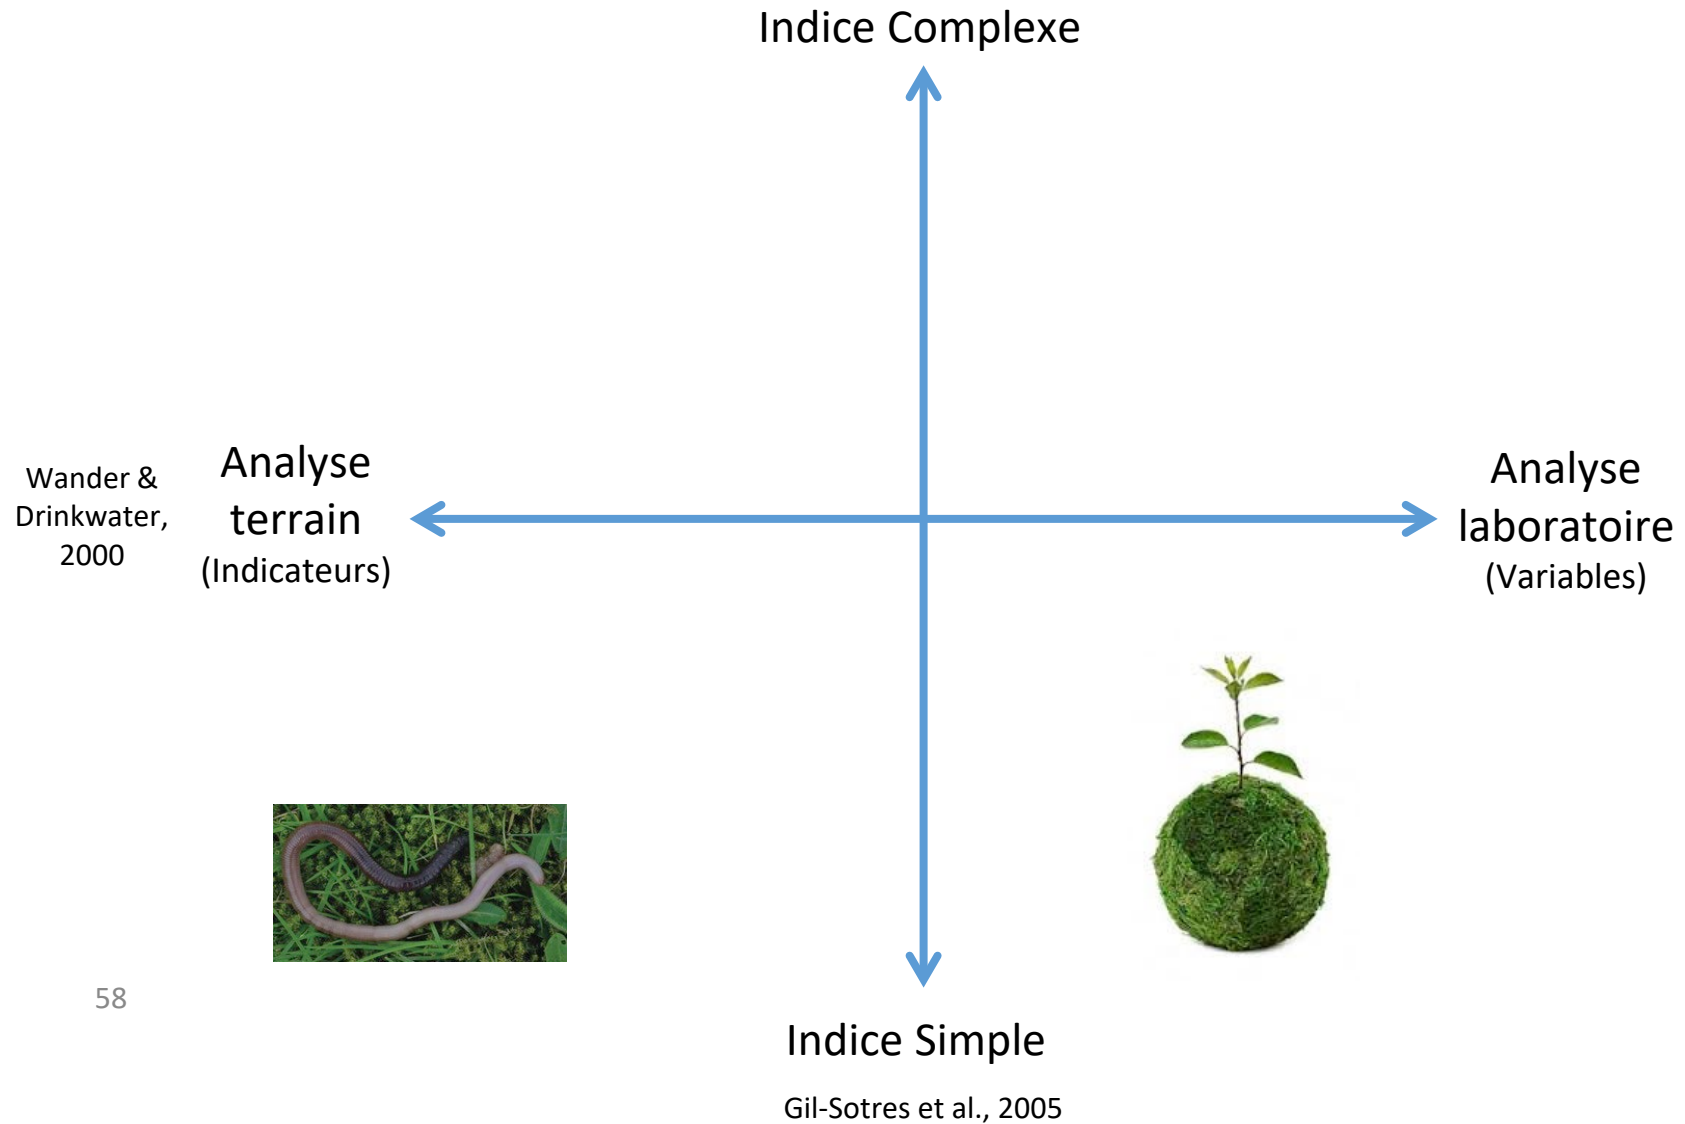 Indice Complexe
Wander &
Drinkwater,
2000
Analyse
terrain
(Indicateurs)
Analyse
laboratoire
(Variables)
58
Indice Simple
Gil-Sotres et al., 2005